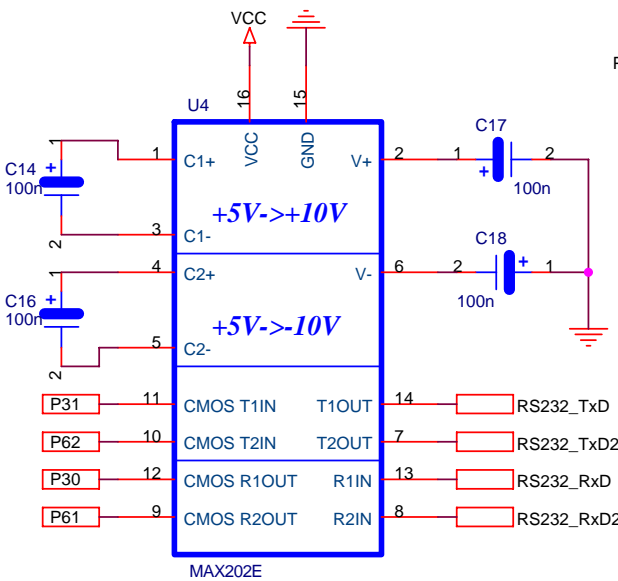 VCC
F
U4
16
15
VCC
GND
C14
100n
1
2
1
C1+
3
C1-
+5V->+10V
V+
2
1
C17
2
100n
C16
100n
1
2
4
C2+
5
C2-
+5V->-10V
V-
6
2
C18
1
100n
P31
11
CMOS T1IN
T1OUT
14
RS232_TxD
P62
10
CMOS T2IN
T2OUT
7
RS232_TxD2
P30
12
CMOS R1OUT
R1IN
13
RS232_RxD
P61
9
CMOS R2OUT
R2IN
8
RS232_RxD2
MAX202E